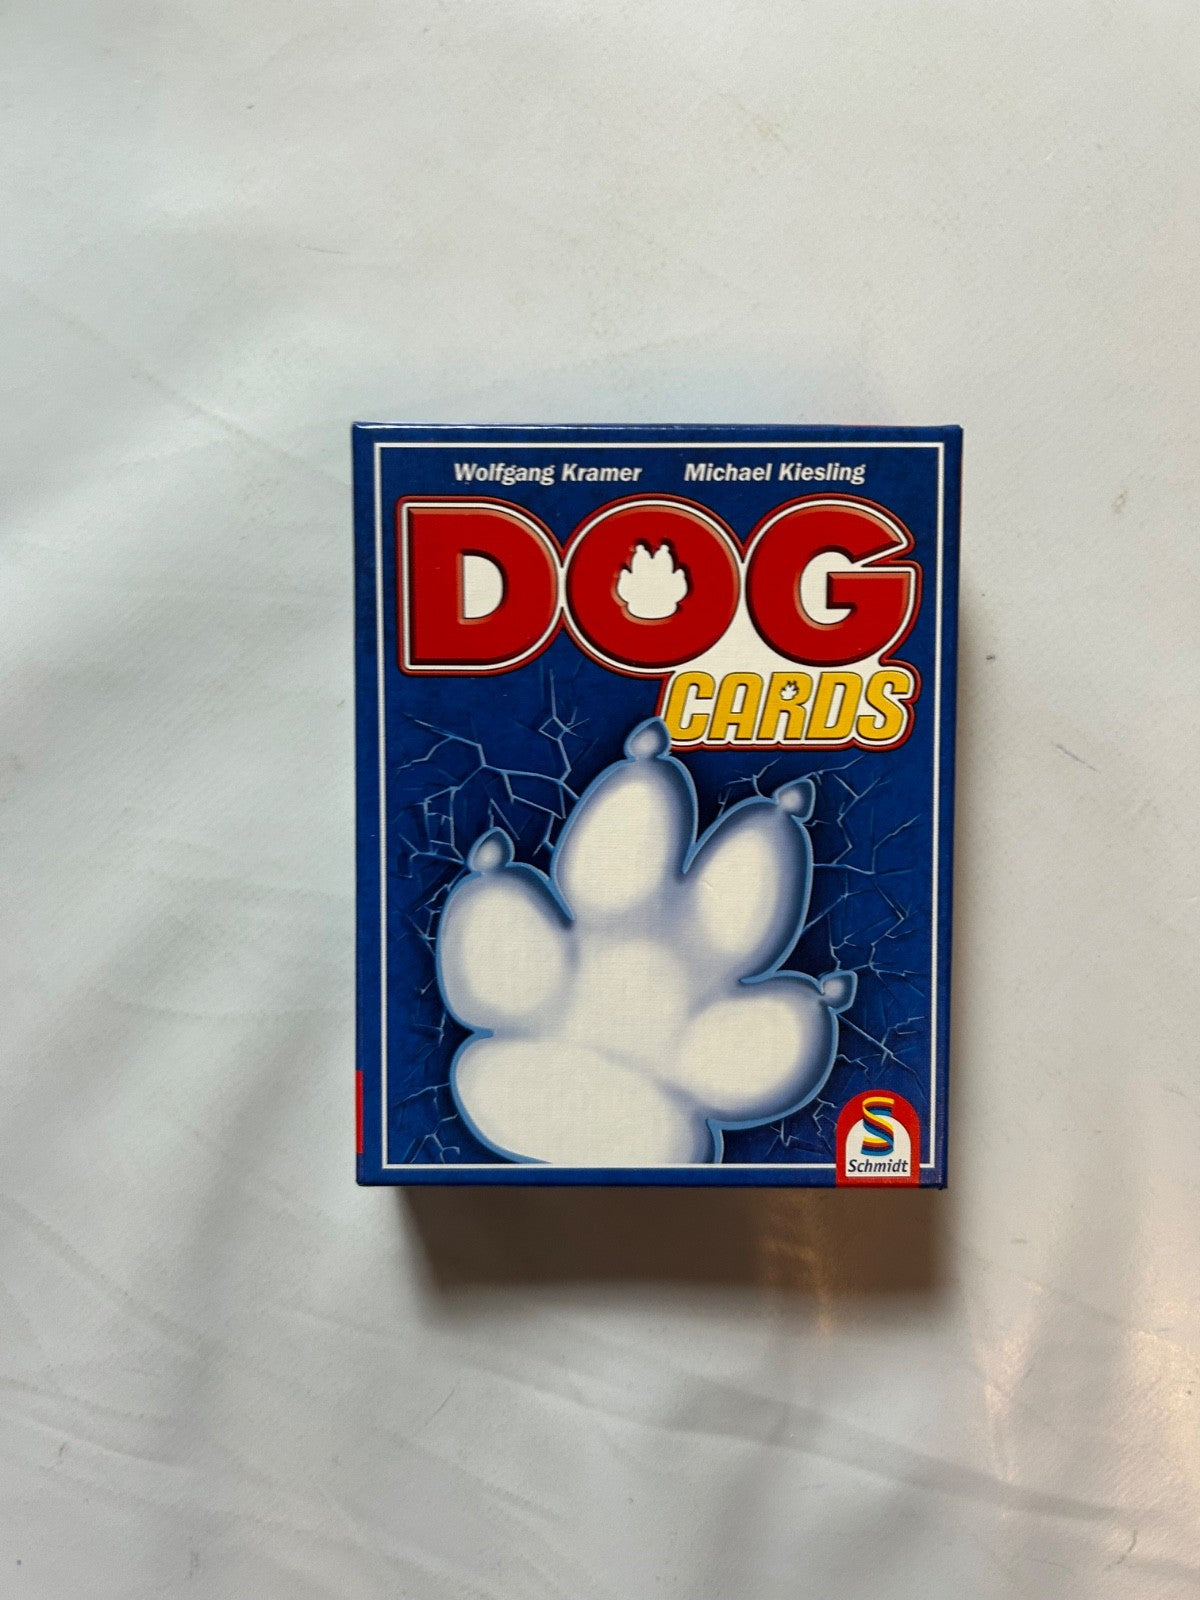 Wolfgang Kramer Michael Kiesling
DOG
CARDS
S
Schmidt